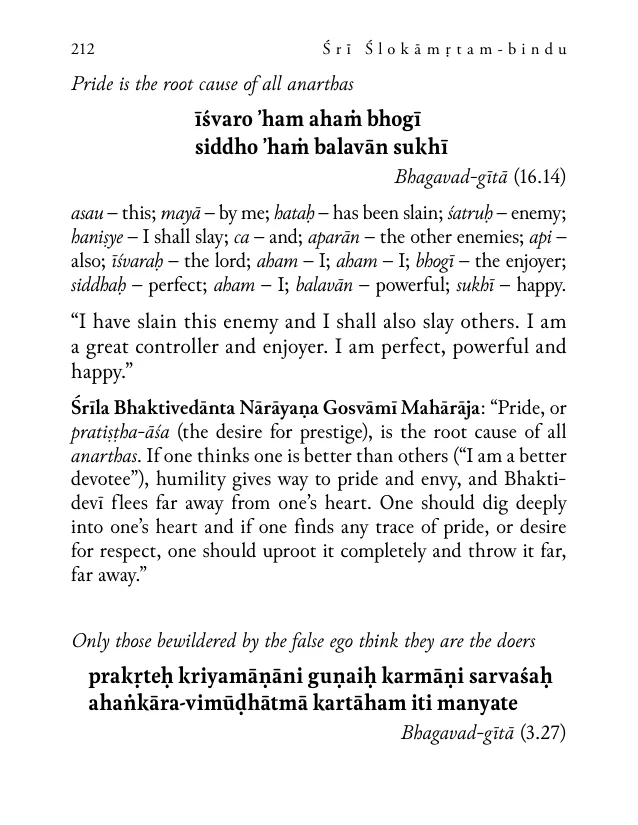 212
Śrī Ślokāmṛtam-bindu
Pride is the root cause of all anarthas
īśvaro ’ham ahaṁ bhogī
siddho ’haṁ balavān sukhī
Bhagavad-gītā (16.14)
asau – this; mayā – by me; hataḥ – has been slain; śatruḥ – enemy;
haniṣye – I shall slay; ca – and; aparān – the other enemies; api –
also; īśvaraḥ – the lord; aham – I; aham – I; bhogī – the enjoyer;
siddhaḥ – perfect; aham – I; balavān – powerful; sukhī – happy.
“I have slain this enemy and I shall also slay others. I am
a great controller and enjoyer. I am perfect, powerful and
happy.”
Śrīla Bhaktivedānta Nārāyaṇa Gosvāmī Mahārāja: “Pride, or
pratiṣṭha-āśa (the desire for prestige), is the root cause of all
anarthas. If one thinks one is better than others (“I am a better
devotee”), humility gives way to pride and envy, and Bhakti-
devī flees far away from one’s heart. One should dig deeply
into one’s heart and if one finds any trace of pride, or desire
for respect, one should uproot it completely and throw it far,
far away.”
Only those bewildered by the false ego think they are the doers
prakṛteḥ kriyamāṇāni guṇaiḥ karmāṇi sarvaśaḥ
ahaṅkāra-vimūḍhātmā kartāham iti manyate
Bhagavad-gītā (3.27)